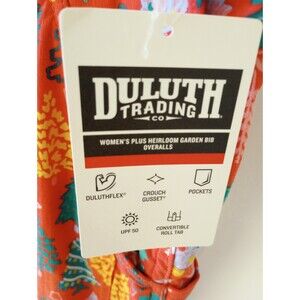 DULUTH
TRADING
CO
WOMEN'S PLUS HEIRLOOM GARDEN BIB
OVERALLS
DULUTHFLEX®
CROUCH
GUSSET®
POCKETS
UPF 50
CONVERTIBLE
ROLL TAB